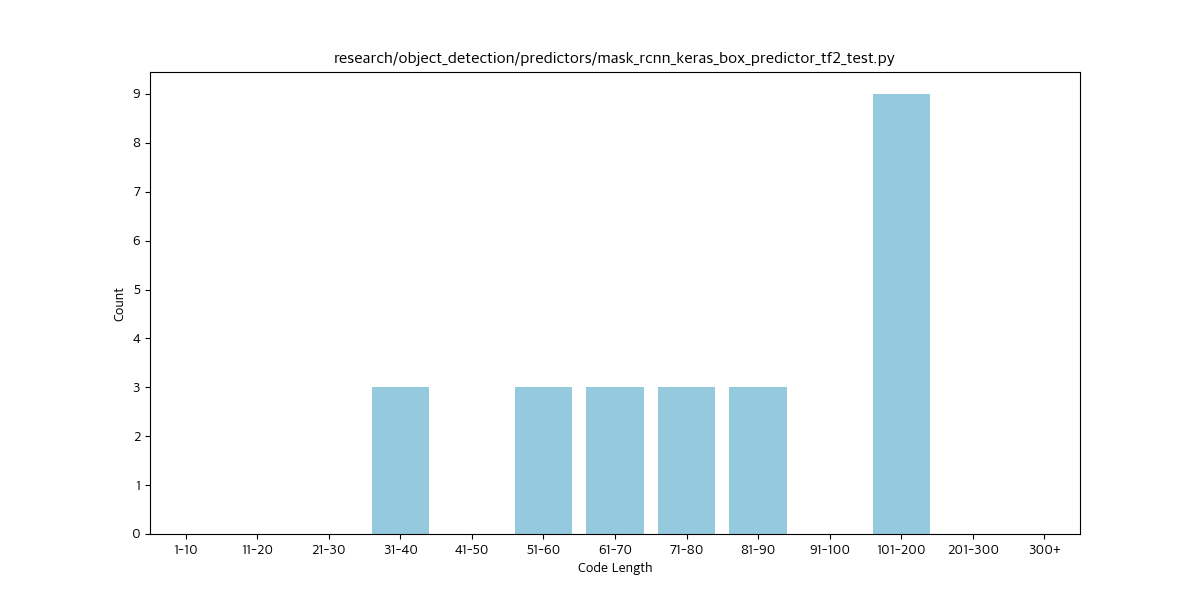 research/object_detection/predictors/mask_rcnn_keras_box_predictor_tf2_test.py
9
8
7
6
5
4
3
2
1
0
Count
1-10 11-20 21-30 31-40 41-50 51-60 61-70 71-80 81-90 91-100 101-200 201-300 300+
Code Length